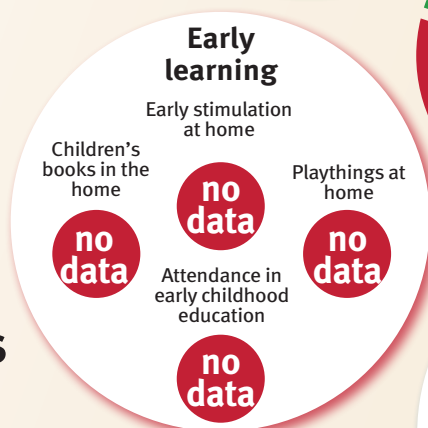 Early
learning
Early stimulation
at home
Children's
books in the
home
Playthings at
home
no
data
no
data
no
data
Attendance in
early childhood
education
no
data
s